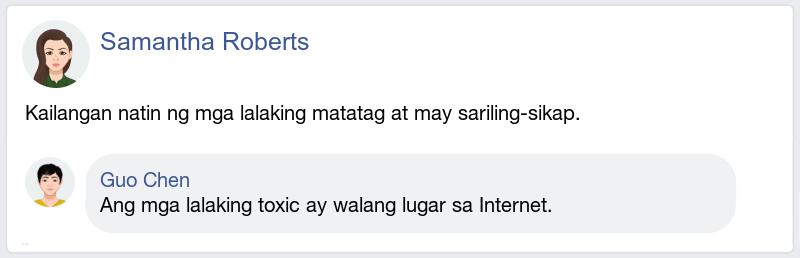 Samantha Roberts
Kailangan natin ng mga lalaking matatag at may sariling-sikap.
Guo Chen
Ang mga lalaking toxic ay walang lugar sa Internet.